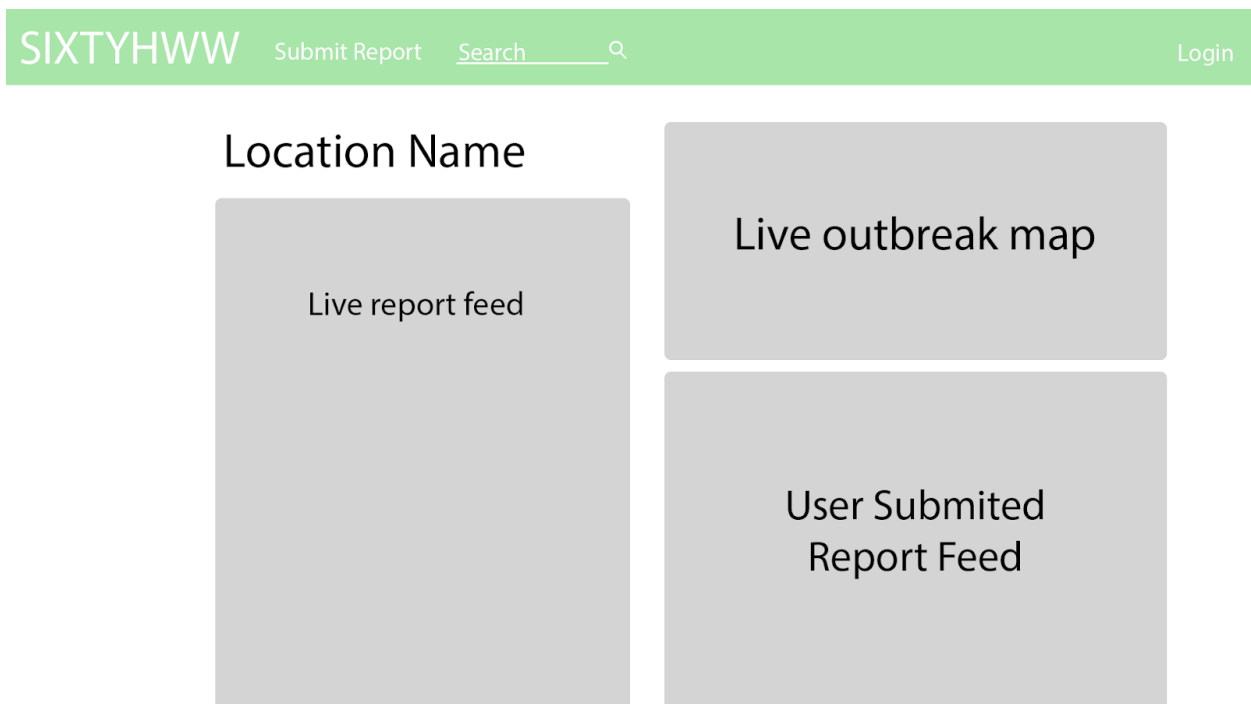 SIXTYHWW
Submit Report
Search
Login
Location Name
Live report feed
Live outbreak map
User Submited
Report Feed